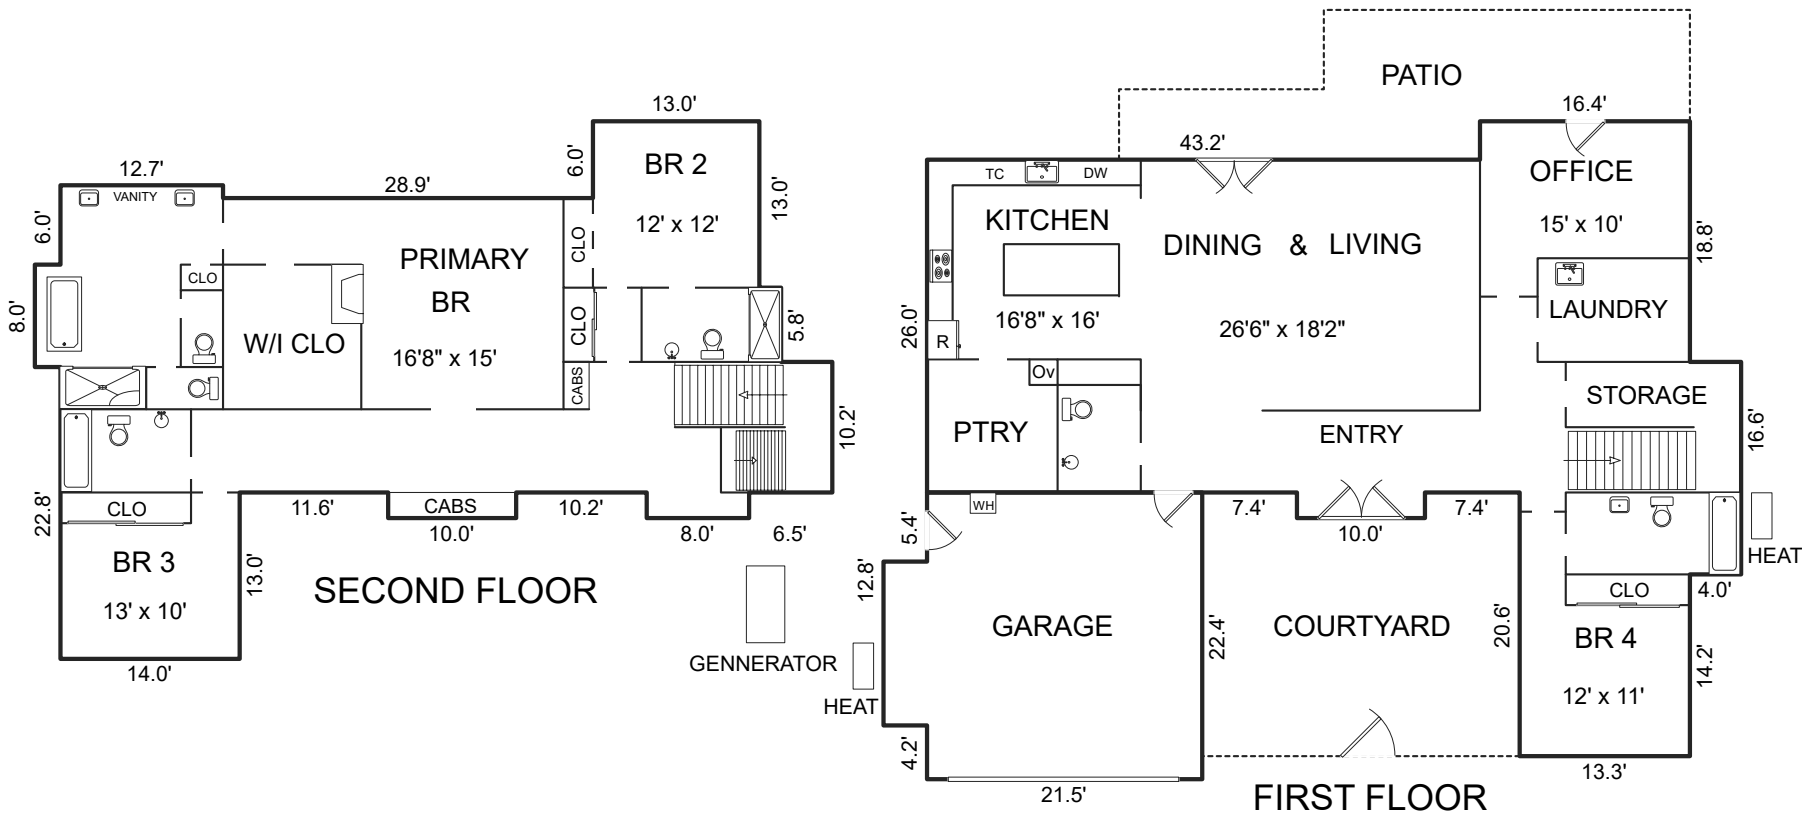 13.0'
12.7'
28.9'
6.0'
BR 2
12' x 12'
13.0'
VANITY
6.0'
CLO
CLO
PRIMARY
BR
16'8" x 15'
W/I CLO
8.0'
CLO
5.8'
CABS
10.2'
22.8'
CLO
11.6'
CABS
10.0'
10.2'
8.0'
6.5'
BR 3
13' x 10'
13.0'
14.0'
SECOND FLOOR
GENNERATOR
HEAT
PATIO
16.4'
43.2'
TC
DW
OFFICE
15' x 10'
18.8'
KITCHEN
16'8" x 16'
DINING & LIVING
26'6" x 18'2"
26.0'
R
LAUNDRY
Ov
PTRY
ENTRY
STORAGE
16.6'
WH
5.4'
7.4'
10.0'
7.4'
HEAT
12.8'
CLO
4.0'
GARAGE
22.4'
COURTYARD
20.6'
BR 4
12' x 11'
14.2'
4.2'
21.5'
13.3'
FIRST FLOOR